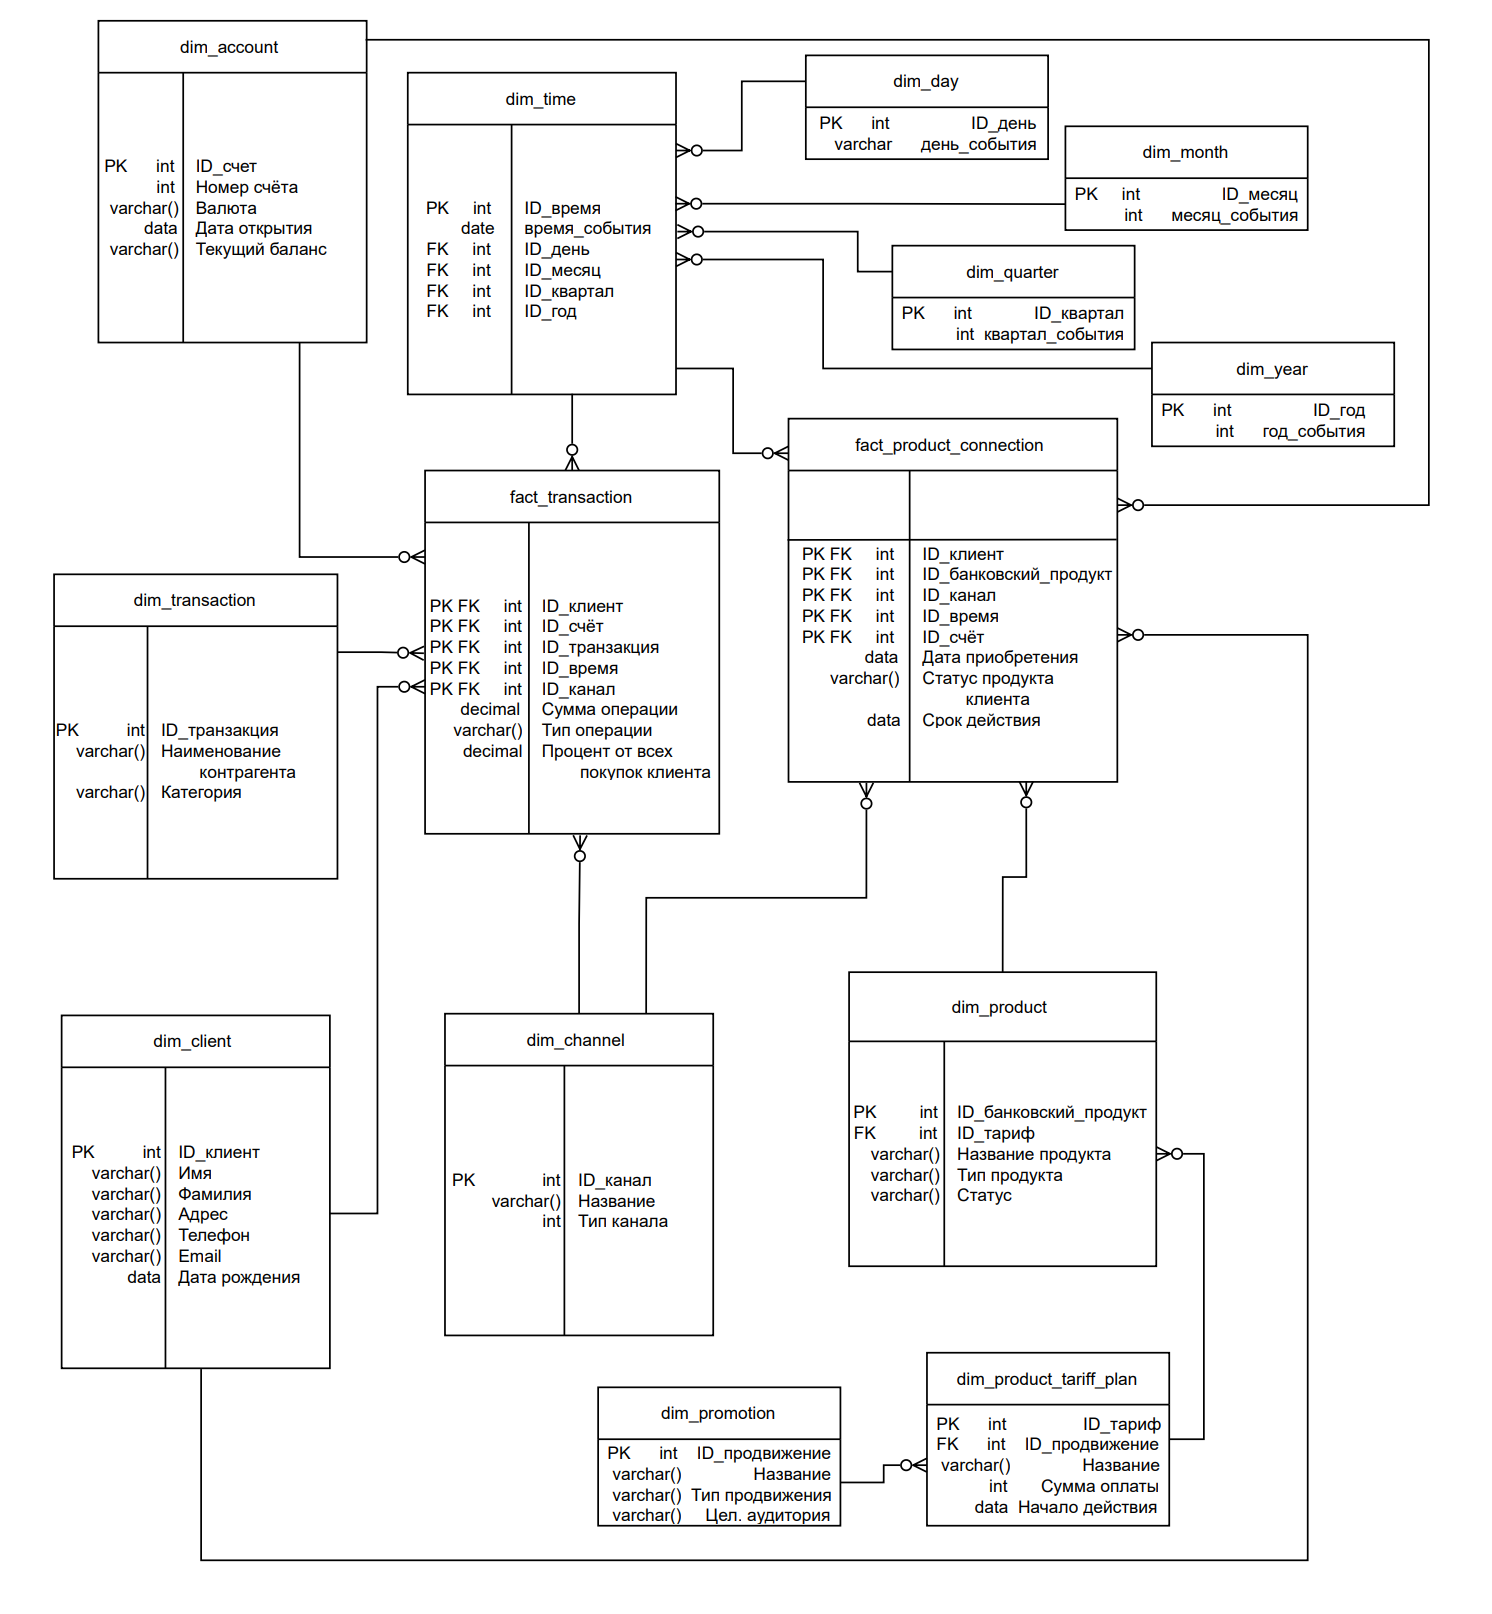 dim_account
PK int ID_счет
int Номер счёта
varchar() Валюта
data Дата открытия
varchar() Текущий баланс
dim_time
PK int ID_время
date время_события
FK int ID_день
FK int ID_месяц
FK int ID_квартал
FK int ID_год
dim_day
PK int ID_день
varchar день_события
dim_month
PK int ID_месяц
int месяц_события
dim_quarter
PK int ID_квартал
int квартал_события
dim_year
PK int ID_год
int год_события
fact_product_connection
PK FK int ID_клиент
PK FK int ID_банковский_продукт
PK FK int ID_канал
PK FK int ID_время
PK FK int ID_счёт
data Дата приобретения
varchar() Статус продукта
клиента
data Срок действия
fact_transaction
PK FK int ID_клиент
PK FK int ID_счёт
PK FK int ID_транзакция
PK FK int ID_время
PK FK int ID_канал
decimal Сумма операции
varchar() Тип операции
decimal Процент от всех
покупок клиента
dim_transaction
PK int ID_транзакция
varchar() Наименование
контрагента
varchar() Категория
dim_client
PK int ID_клиент
varchar() Имя
varchar() Фамилия
varchar() Адрес
varchar() Телефон
varchar() Email
data Дата рождения
dim_channel
PK int ID_канал
varchar() Название
int Тип канала
dim_product
PK int ID_банковский_продукт
FK int ID_тариф
varchar() Название продукта
varchar() Тип продукта
varchar() Статус
dim_promotion
PK int ID_продвижение
varchar() Название
varchar() Тип продвижения
varchar() Цел. аудитория
dim_product_tariff_plan
PK int ID_тариф
FK int ID_продвижение
varchar() Название
int Сумма оплаты
data Начало действия